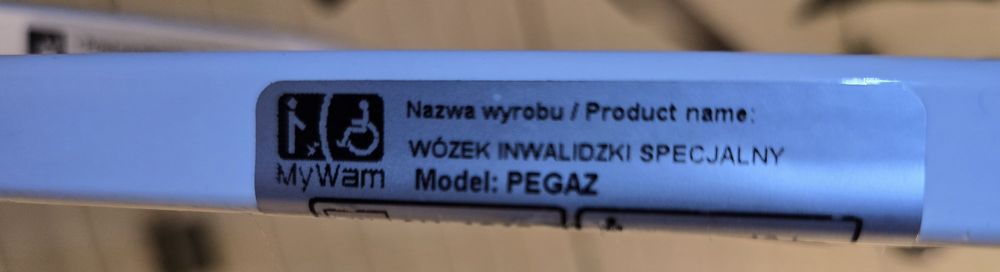 Nazwa wyrobu / Product name:
WÓZEK INWALIDZKI SPECJALNY
MyWam Model: PEGAZ